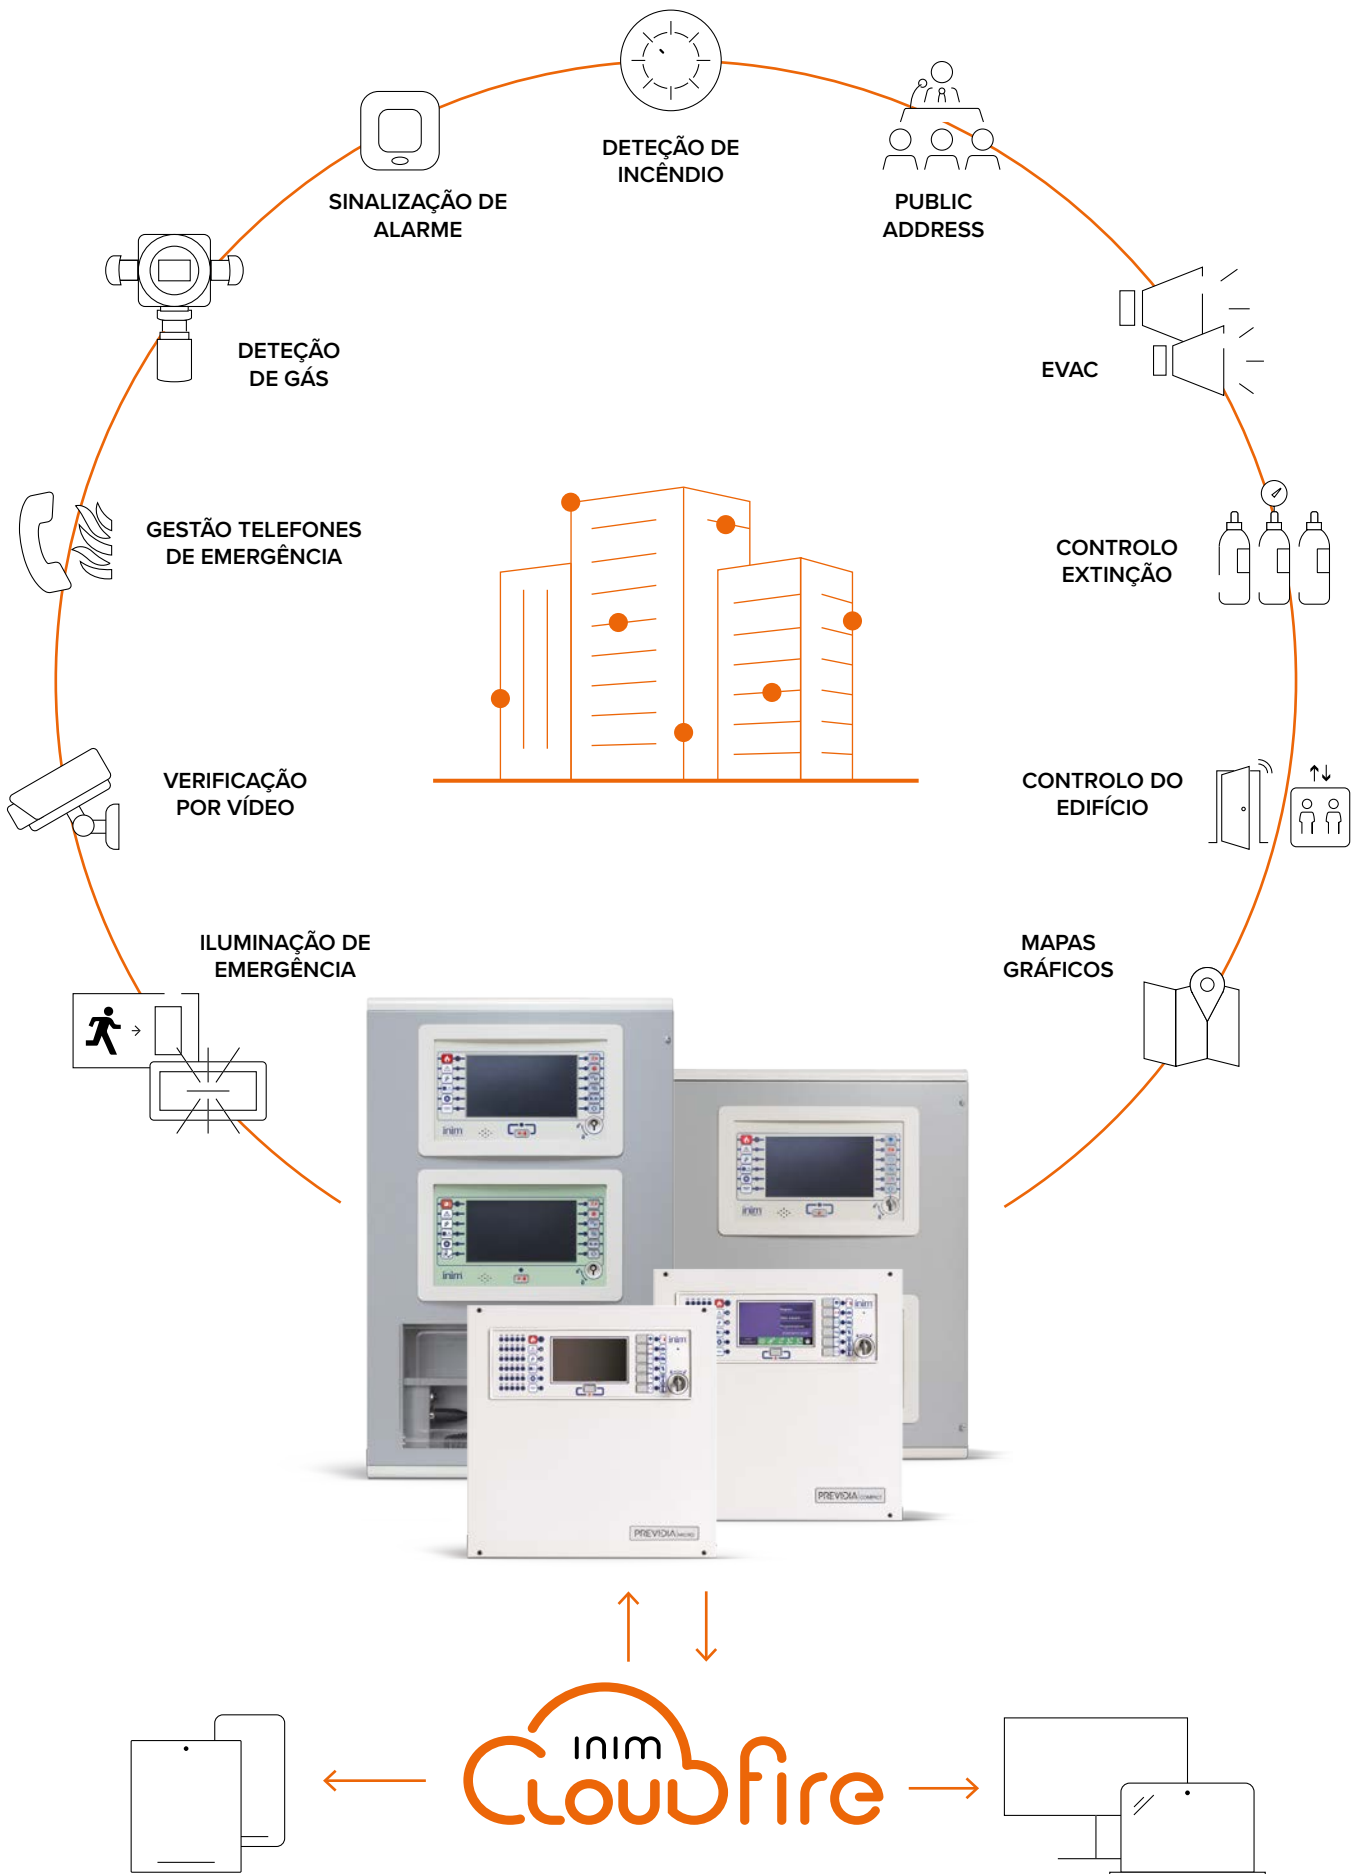 DETEÇÃO DE
INCÊNDIO
SINALIZAÇÃO DE
ALARME
PUBLIC
ADDRESS
DETEÇÃO
DE GÁS
EVAC
GESTÃO TELEFONES
DE EMERGÊNCIA
CONTROLO
EXTINÇÃO
VERIFICAÇÃO
POR VÍDEO
CONTROLO DO
EDIFÍCIO
ILUMINAÇÃO DE
EMERGÊNCIA
MAPAS
GRÁFICOS
inim
inim
inim
inim
inim
PREVIDIA COMPACT
PREVIDIA MICRO
inim
CLOUDfire